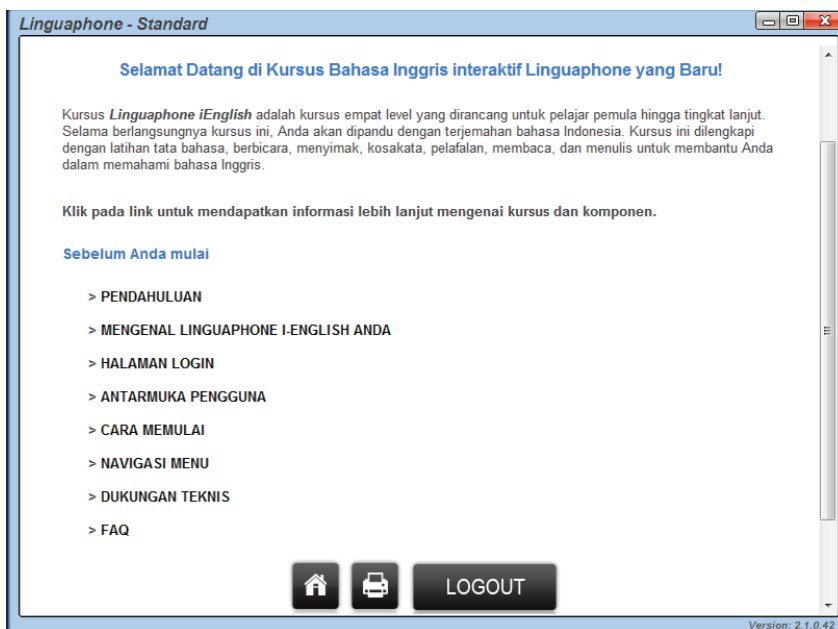 Linguaphone - Standard
Selamat Datang di Kursus Bahasa Inggris interaktif Linguaphone yang Baru!
Kursus Linguaphone iEnglish adalah kursus empat level yang dirancang untuk pelajar pemula hingga tingkat lanjut.
Selama berlangsungnya kursus ini, Anda akan dipandu dengan terjemahan bahasa Indonesia. Kursus ini dilengkapi
dengan latihan tata bahasa, berbicara, menyimak, kosakata, pelafalan, membaca, dan menulis untuk membantu Anda
dalam memahami bahasa Inggris.
Klik pada link untuk mendapatkan informasi lebih lanjut mengenai kursus dan komponen.
Sebelum Anda mulai
> PENDAHULUAN
> MENGENAL LINGUAPHONE I-ENGLISH ANDA
> HALAMAN LOGIN
> ANTARMUKA PENGGUNA
> CARA MEMULAI
> NAVIGASI MENU
> DUKUNGAN TEKNIS
> FAQ
LOGOUT
Version: 2.1.0.42